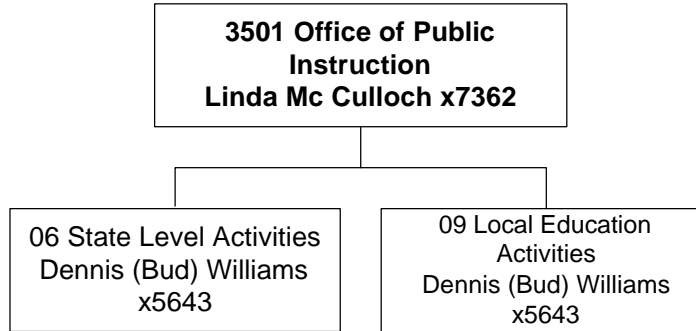 3501 Office of Public
Instruction
Linda Mc Culloch x7362
06 State Level Activities
Dennis (Bud) Williams
x5643
09 Local Education
Activities
Dennis (Bud) Williams
x5643